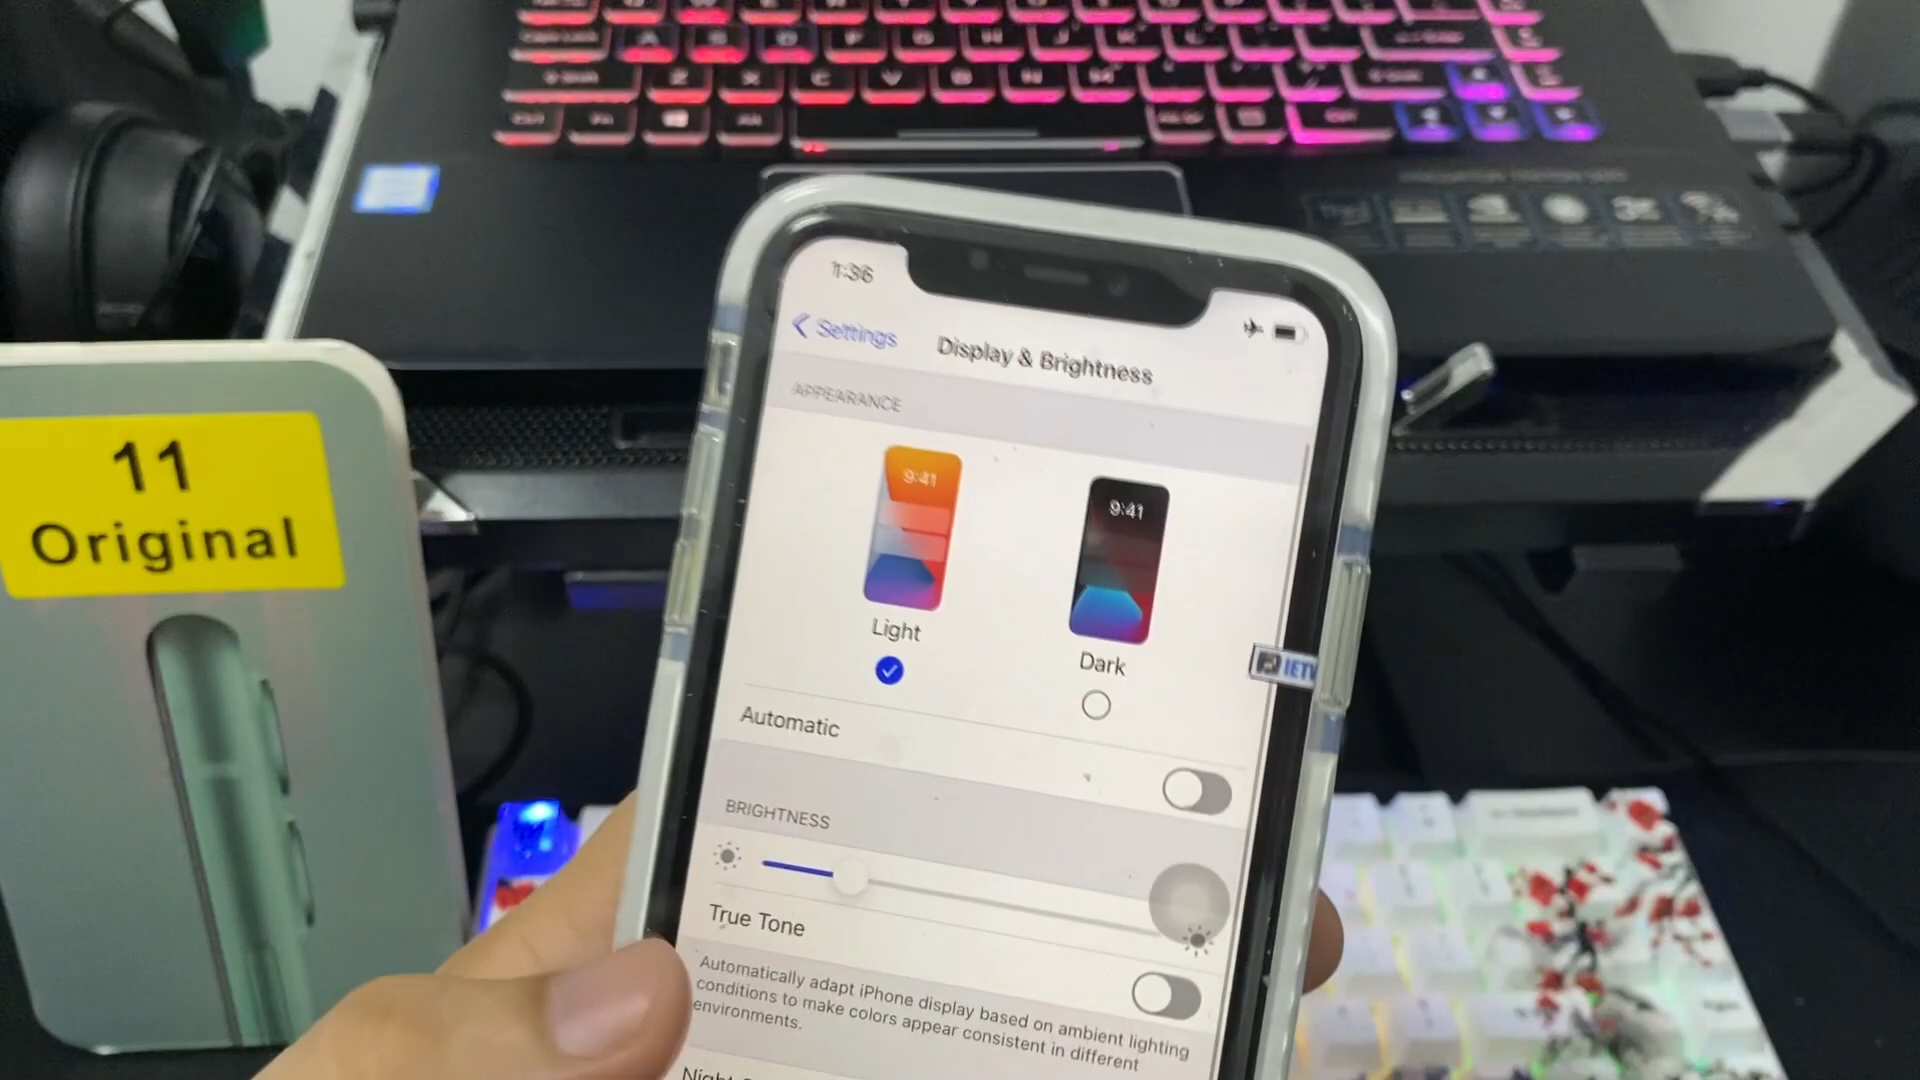 1:36
Settings
Display & Brightness
APPEARANCE
9:41
9:41
Light
Dark
Automatic
BRIGHTNESS
True Tone
Automatically adapt iPhone display based on ambient lighting
conditions to make colors appear consistent in different
environments.
11
Original
A S D F G H J K L
Z X C V B N M